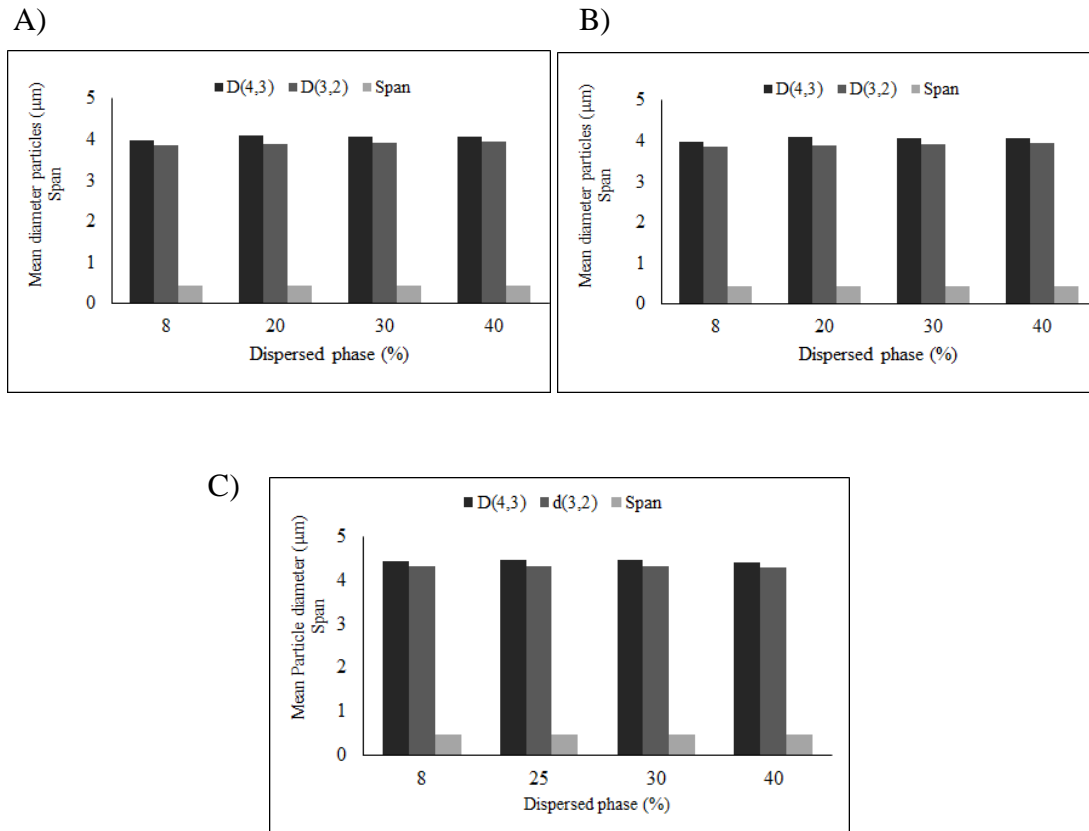 A)
D(4,3) D(3,2) Span
Mean diameter particles (µm)
Span
5
4
3
2
1
0
8 20 30 40
Dispersed phase (%)
B)
D(4,3) D(3,2) Span
Mean diameter particles (µm)
Span
5
4
3
2
1
0
8 20 30 40
Dispersed phase (%)
C)
D(4,3) d(3,2) Span
Mean Particle diameter (µm)
Span
5
4
3
2
1
0
8 25 30 40
Dispersed phase (%)